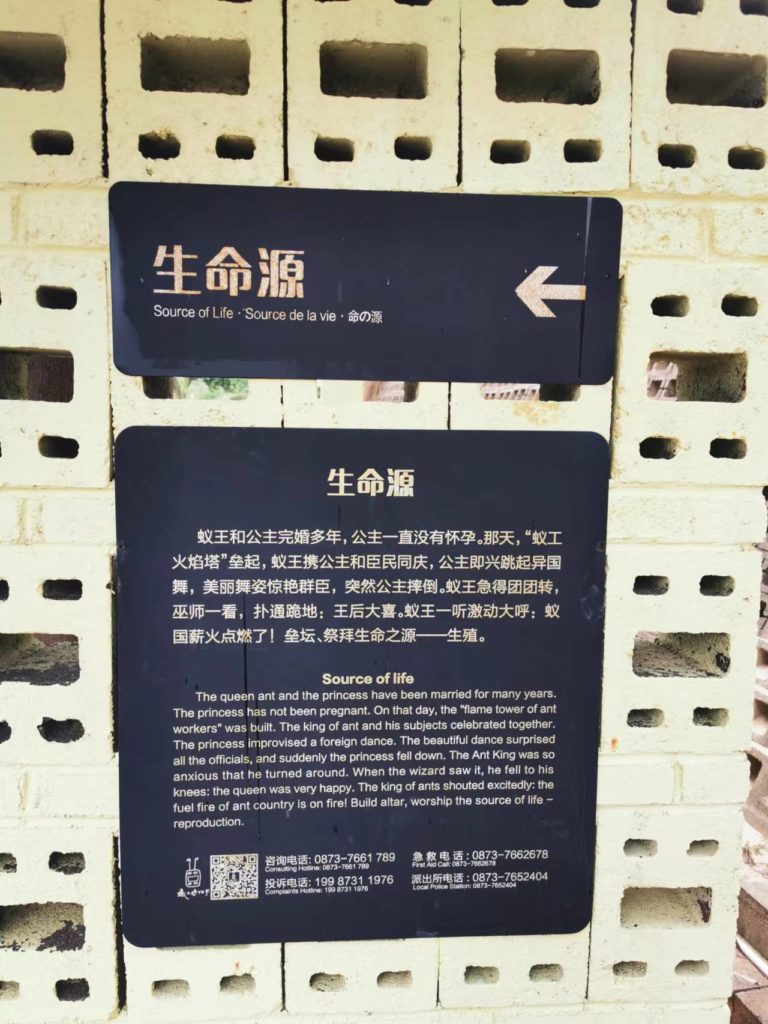 生命源
Source of Life · Source de la vie · 命の源
生命源
蚁王和公主完婚多年，公主一直没有怀孕。那天，“蚁工
火焰塔”垒起，蚁王携公主和臣民同庆，公主即兴跳起异国
舞，美丽舞姿惊艳群臣，突然公主摔倒。蚁王急得团团转，
巫师一看，扑通跪地：王后大喜。蚁王一听激动大呼：蚁
国薪火点燃了！垒坛、祭拜生命之源——生殖。
Source of life
The queen ant and the princess have been married for many years.
The princess has not been pregnant. On that day, the "flame tower of ant
workers" was built. The king of ant and his subjects celebrated together.
The princess improvised a foreign dance. The beautiful dance surprised
all the officials, and suddenly the princess fell down. The Ant King was so
anxious that he turned around. When the wizard saw it, he fell to his
knees: the queen was very happy. The king of ants shouted excitedly: the
fuel fire of ant country is on fire! Build altar, worship the source of life –
reproduction.
咨询电话：0873-7661 789
Consulting Hotline: 0873-7661 789
急救电话：0873-7662678
First Aid Call: 0873-7662678
投诉电话：199 8731 1976
Complaints Hotline: 199 8731 1976
派出所电话：0873-7652404
Local Police Station: 0873-7652404